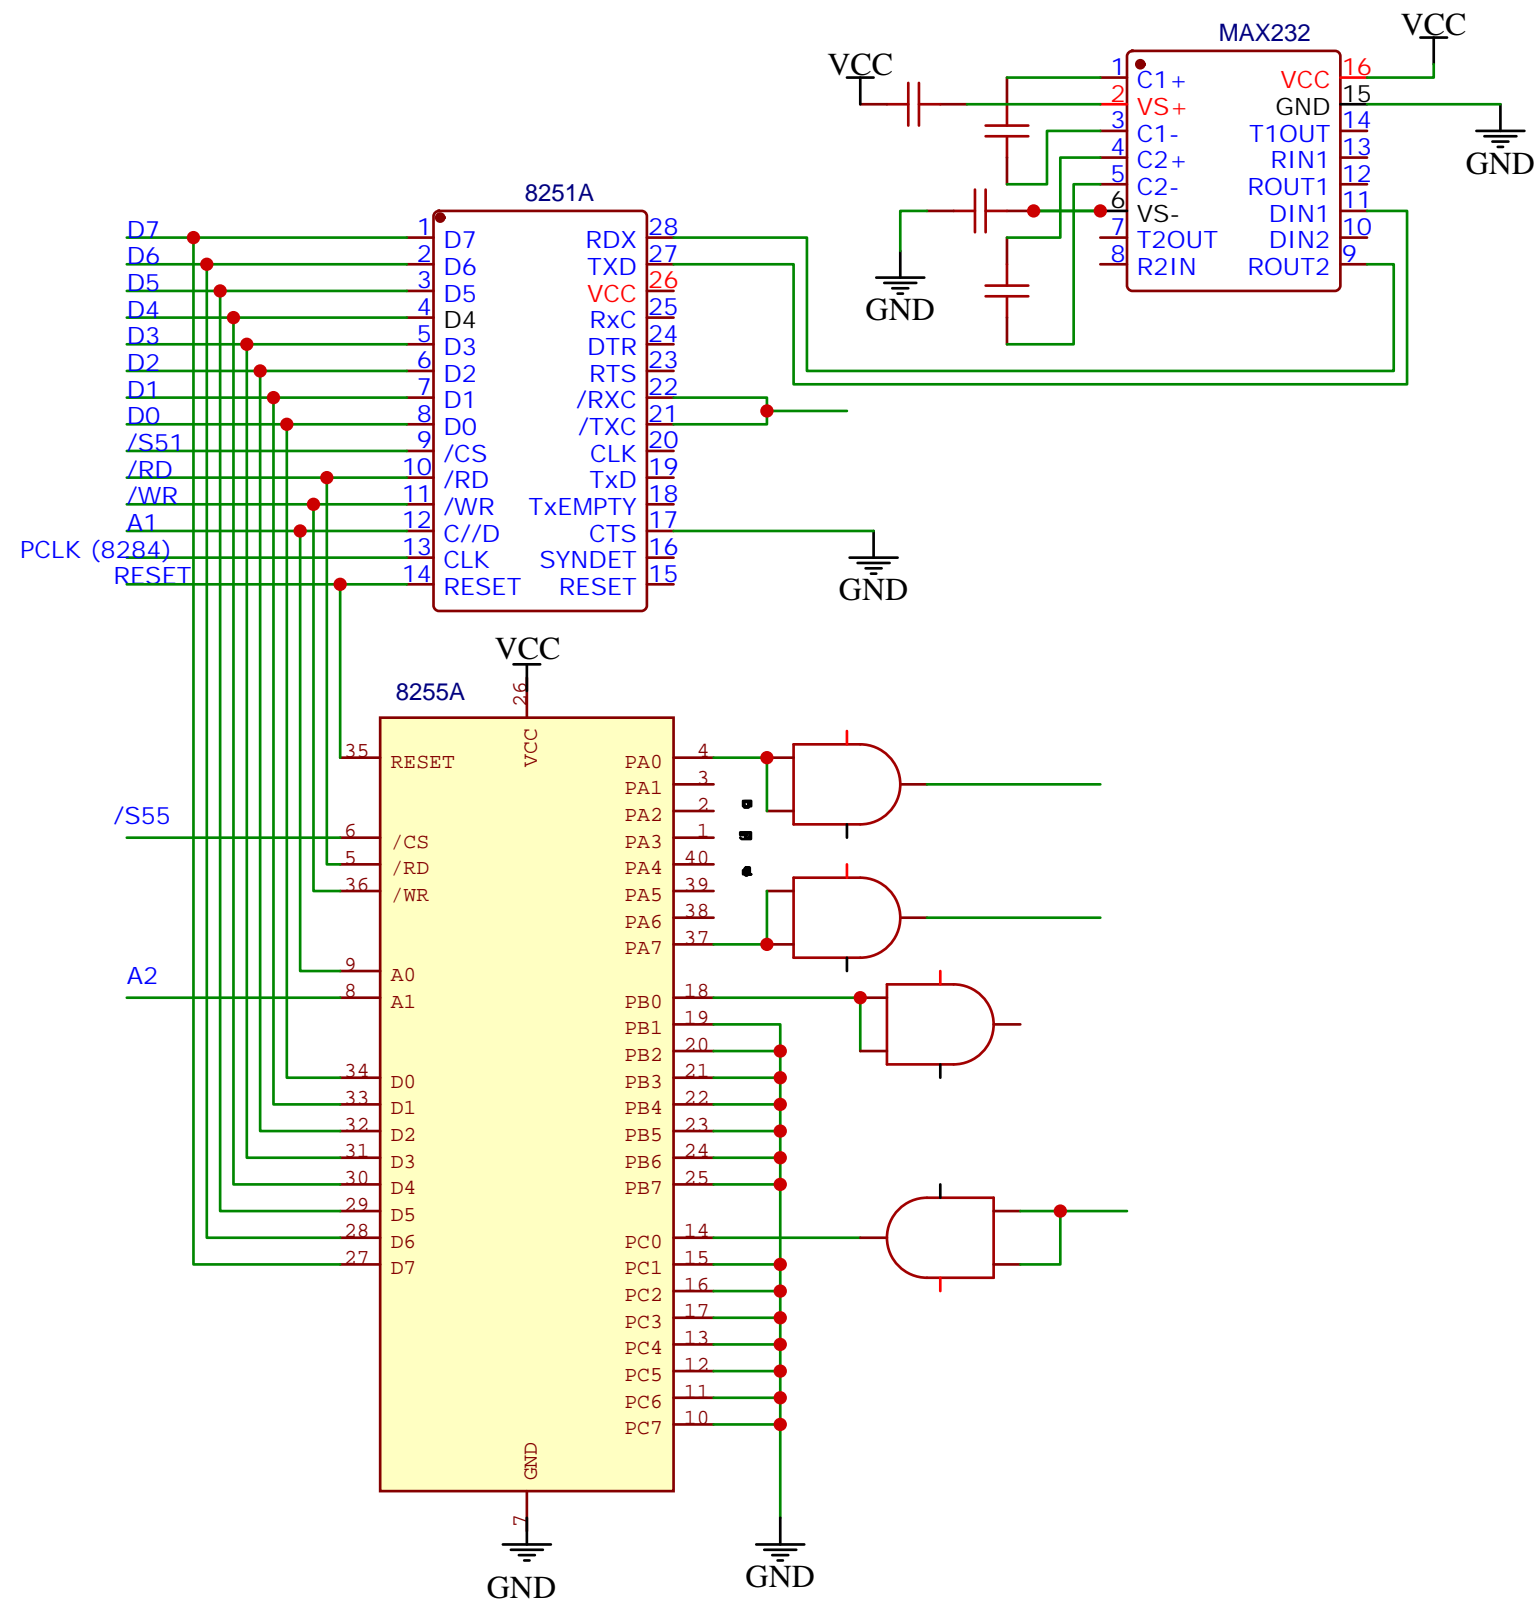 MAX232
VCC
VCC
1 C1+ VCC 16
2 VS+ GND 15
3 C1- T1OUT 14
4 C2+ RIN1 13
5 C2- ROUT1 12
6 VS- DIN1 11
7 T2OUT DIN2 10
8 R2IN ROUT2 9
GND
GND
8251A
D7 1 D7 RDX 28
D6 2 D6 TXD 27
D5 3 D5 VCC 26
D4 4 D4 RxC 25
D3 5 D3 DTR 24
D2 6 D2 RTS 23
D1 7 D1 /RXC 22
D0 8 D0 /TXC 21
/S51 9 /CS CLK 20
/RD 10 /RD TxD 19
/WR 11 /WR TxEMPTY 18
A1 12 C//D CTS 17
PCLK (8284) 13 CLK SYNDET 16
RESET 14 RESET RESET 15
GND
VCC
8255A
26
VCC
35 RESET PA0 4
PA1 3
PA2 2
/S55 6 /CS PA3 1
5 /RD PA4 40
36 /WR PA5 39
PA6 38
PA7 37
9 A0
A2 8 A1 PB0 18
PB1 19
PB2 20
34 D0 PB3 21
33 D1 PB4 22
32 D2 PB5 23
31 D3 PB6 24
30 D4 PB7 25
29 D5
28 D6 PC0 14
27 D7 PC1 15
PC2 16
PC3 17
PC4 13
PC5 12
PC6 11
PC7 10
GND
7
GND
GND